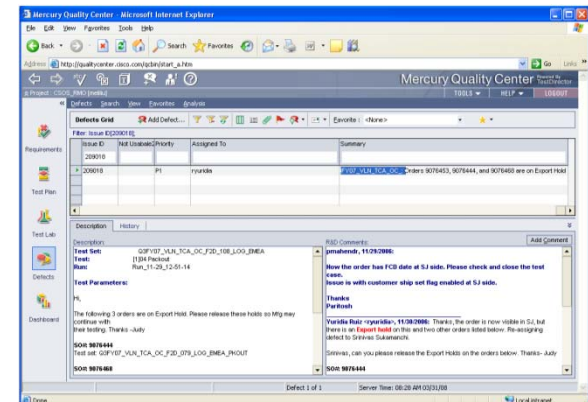 Mercury Quality Center - Microsoft Internet Explorer
File Edit View Favorites Tools Help
Back Search Favorites
Address http://qualitycenter.cisco.com/qcbin/start_a.htm Go Links
Mercury Quality Center Powered By TestDirector
TOOLS HELP LOGOUT
Defects Search View Favorites Analysis
Defects Grid Add Defect... Favorite: <None>
Filter: Issue ID[209018];
Issue ID Not Usable Priority Assigned To Summary
209018
209018 P1 ryuridia FY07_VLN_TCA_OC_ Orders 9076453, 9076444, and 9076468 are on Export Hold
Requirements
Test Plan
Test Lab
Defects
Dashboard
Description History
Description: R&D Comments: Add Comment
Test Set: Q3FY07_VLN_TCA_OC_F2D_108_LOG_EMEA
Test: [1]04 Packout
Run: Run_11-29_12-51-14
Test Parameters:
Hi,
The following 3 orders are on Export Hold. Please release these holds so Mfg may
continue with
their testing. Thanks -Judy
SO#: 9076444
Test set: Q3FY07_VLN_TCA_OC_F2D_079_LOG_EMEA_PKOUT
SO#: 9076468
pmahendr, 11/29/2006:
Now the order has FCB date at SJ side. Please check and close the test
case.
Issue is with customer ship set flag enabled at SJ side.
Thanks
Paritosh
Yuridia Ruiz <ryuridia>, 11/30/2006: Thanks, the order is now visible in SJ, but
there is an Export hold on this and two other orders listed below. Re-assigning
defect to Srinivas Sukamanchi.
Srinivas, can you please release the Export Holds on the orders below. Thanks- Judy
SO#: 9076444
Defect 1 of 1 Server Time: 08:28 AM 03/31/08
Done Local intranet